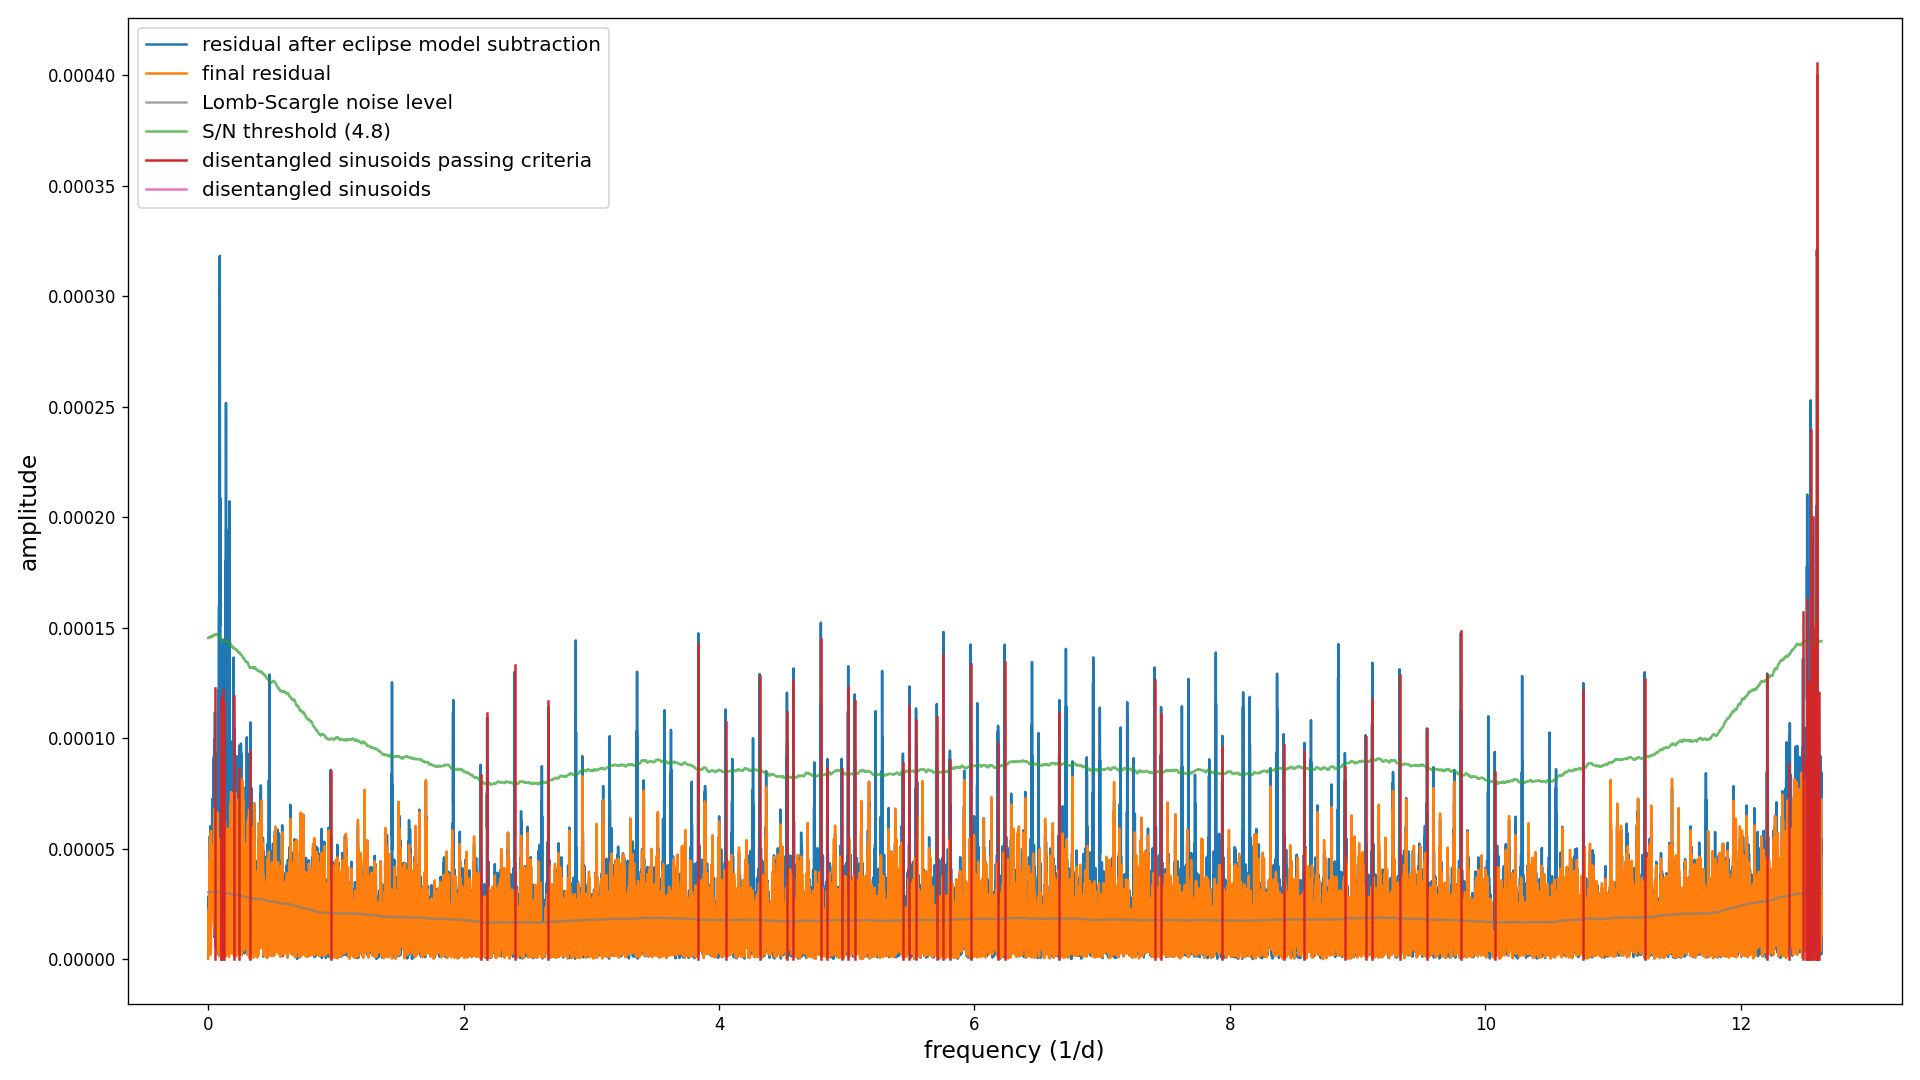 residual after eclipse model subtraction
final residual
Lomb-Scargle noise level
S/N threshold (4.8)
disentangled sinusoids passing criteria
disentangled sinusoids
0.00040
0.00035
0.00030
0.00025
0.00020
0.00015
0.00010
0.00005
0.00000
amplitude
0 2 4 6 8 10 12
frequency (1/d)